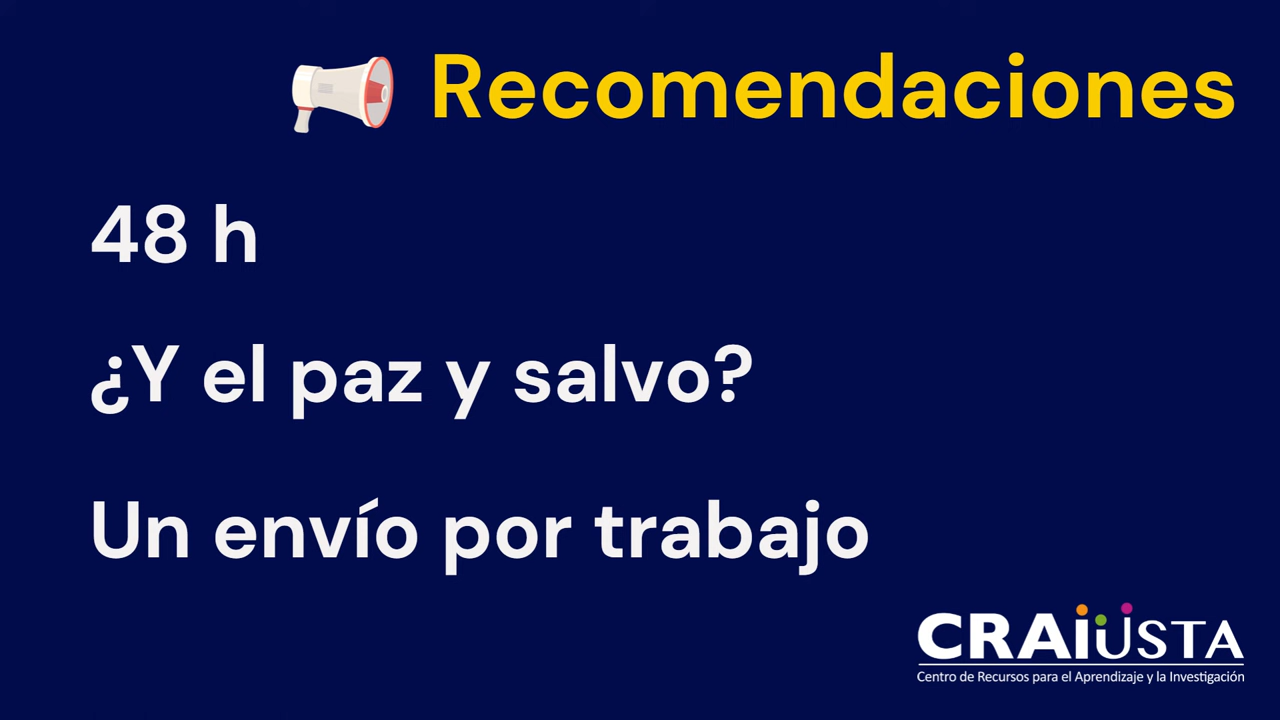 Recomendaciones
48 h
¿Y el paz y salvo?
Un envío por trabajo
CRAIUSTA
Centro de Recursos para el Aprendizaje y la Investigación